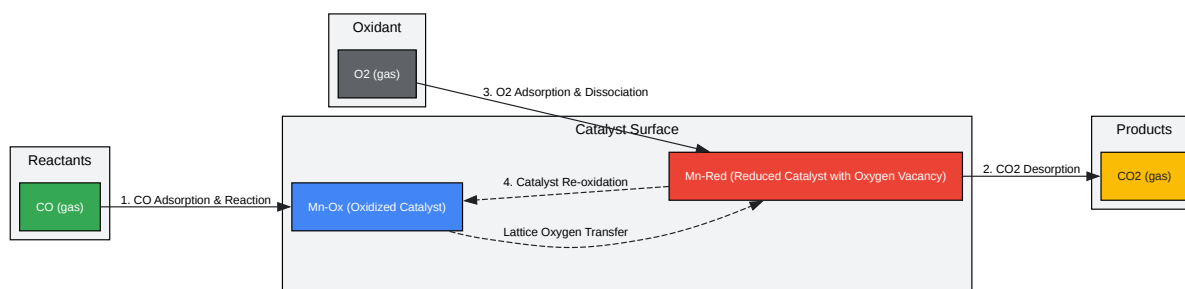 Oxidant
O2 (gas)
3. O2 Adsorption & Dissociation
Catalyst Surface
Products
Reactants
Mn-Red (Reduced Catalyst with Oxygen Vacancy)
2. CO2 Desorption
CO2 (gas)
4. Catalyst Re-oxidation
CO (gas)
1. CO Adsorption & Reaction
Mn-Ox (Oxidized Catalyst)
Lattice Oxygen Transfer